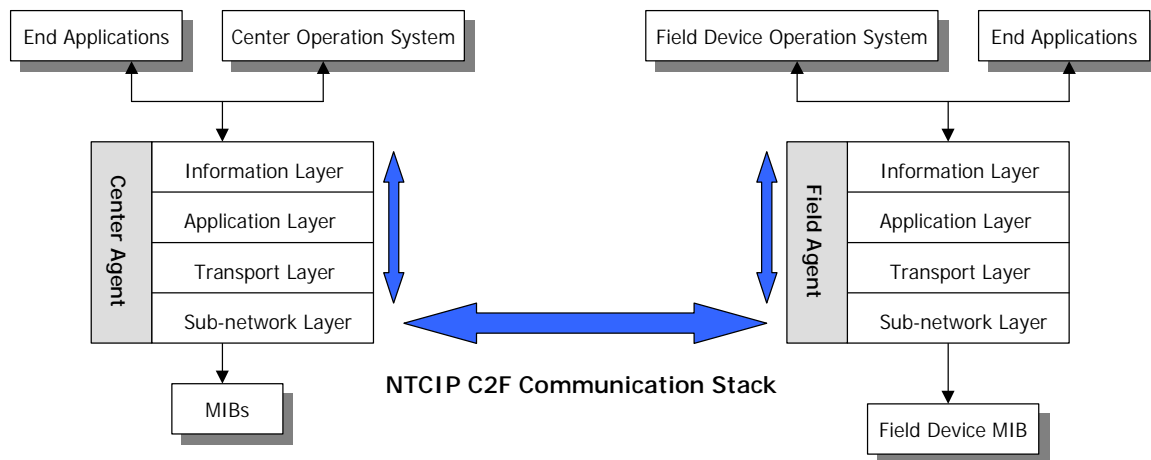 End Applications
Center Operation System
Field Device Operation System
End Applications
Center Agent
Information Layer
Application Layer
Transport Layer
Sub-network Layer
Field Agent
Information Layer
Application Layer
Transport Layer
Sub-network Layer
NTCIP C2F Communication Stack
MIBs
Field Device MIB